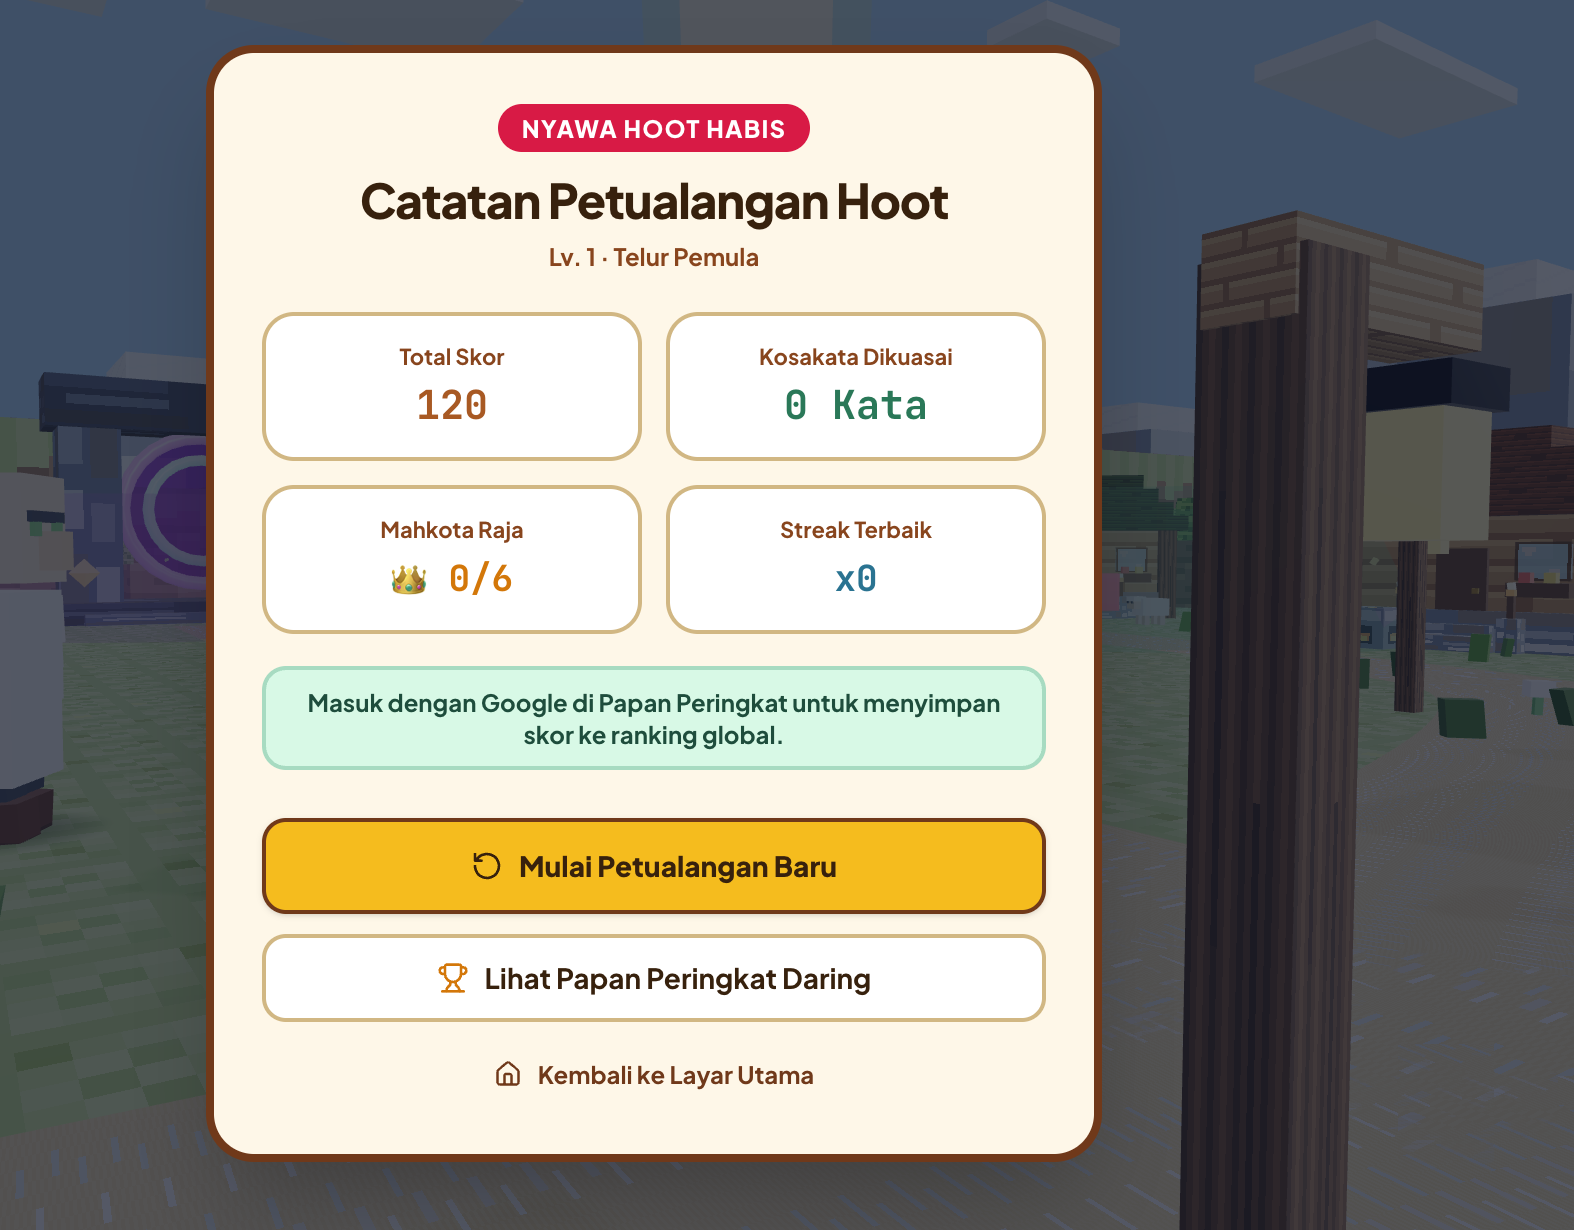 NYAWA HOOT HABIS
Catatan Petualangan Hoot
Lv. 1 · Telur Pemula
Total Skor
120
Kosakata Dikuasai
0 Kata
Mahkota Raja
👑 0/6
Streak Terbaik
x0
Masuk dengan Google di Papan Peringkat untuk menyimpan
skor ke ranking global.
Mulai Petualangan Baru
Lihat Papan Peringkat Daring
Kembali ke Layar Utama